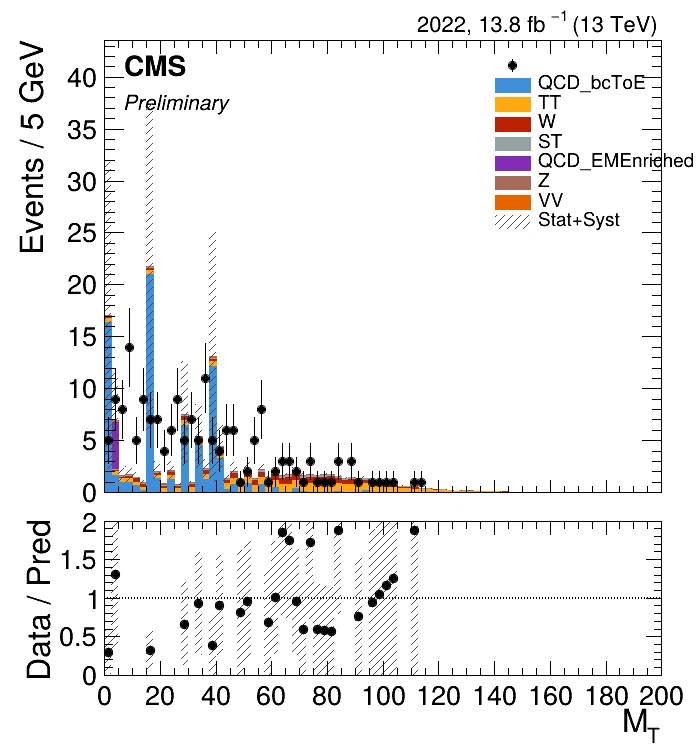 2022, 13.8 fb⁻¹ (13 TeV)
Events / 5 GeV
CMS
Preliminary
QCD_bcToE
TT
W
ST
QCD_EMEnriched
Z
VV
Stat+Syst
40
35
30
25
20
15
10
5
0
Data / Pred
2
1.5
1
0.5
0
0 20 40 60 80 100 120 140 160 180 200
M_T